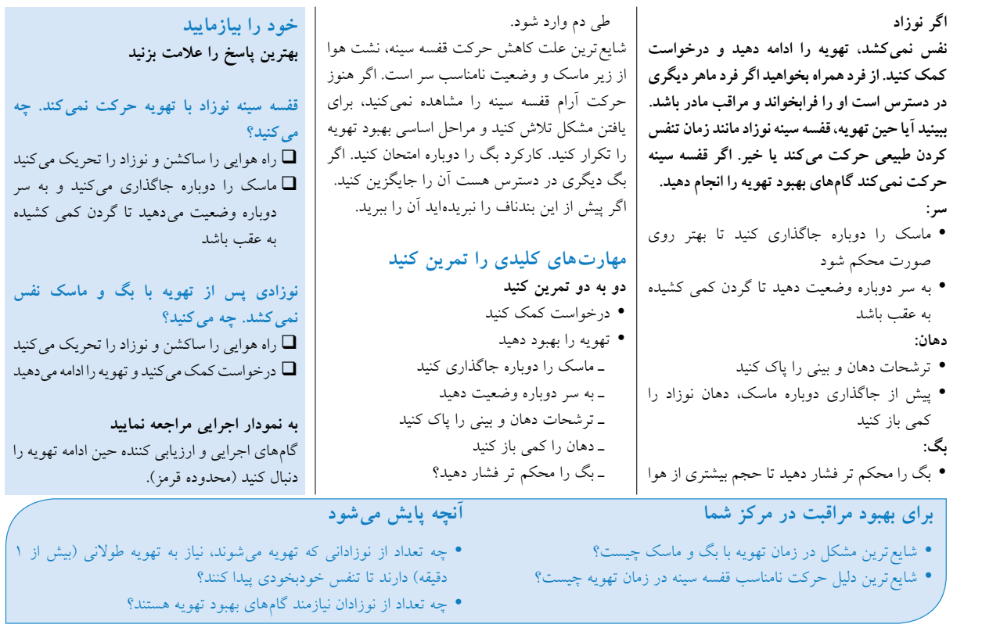 اگر نوزاد
نفس نمی‌کشد، تهویه را ادامه دهید و درخواست
کمک کنید. از فرد همراه بخواهید اگر فرد ماهر دیگری
در دسترس است او را فرابخواند و مراقب مادر باشد.
ببینید آیا حین تهویه، قفسه سینه نوزاد مانند زمان تنفس
کردن طبیعی حرکت می‌کند یا خیر. اگر قفسه سینه
حرکت نمی‌کند گام‌های بهبود تهویه را انجام دهید.
سر:
• ماسک را دوباره جاگذاری کنید تا بهتر روی
صورت محکم شود
• به سر دوباره وضعیت دهید تا گردن کمی کشیده
به عقب باشد
دهان:
• ترشحات دهان و بینی را پاک کنید
• پیش از جاگذاری دوباره ماسک، دهان نوزاد را
کمی باز کنید
بگ:
• بگ را محکم تر فشار دهید تا حجم بیشتری از هوا
طی دم وارد شود.
شایع‌ترین علت کاهش حرکت قفسه سینه، نشت هوا
از زیر ماسک و وضعیت نامناسب سر است. اگر هنوز
حرکت آرام قفسه سینه را مشاهده نمی‌کنید، برای
یافتن مشکل تلاش کنید و مراحل اساسی بهبود تهویه
را تکرار کنید. کارکرد بگ را دوباره امتحان کنید. اگر
بگ دیگری در دسترس هست آن را جایگزین کنید.
اگر پیش از این بندناف را نبریده‌اید آن را ببرید.
مهارت‌های کلیدی را تمرین کنید
دو به دو تمرین کنید
• درخواست کمک کنید
• تهویه را بهبود دهید
ـ ماسک را دوباره جاگذاری کنید
ـ به سر دوباره وضعیت دهید
ـ ترشحات دهان و بینی را پاک کنید
ـ دهان را کمی باز کنید
ـ بگ را محکم تر فشار دهید؟
خود را بیازمایید
بهترین پاسخ را علامت بزنید
قفسه سینه نوزاد با تهویه حرکت نمی‌کند. چه
می‌کنید؟
❑ راه هوایی را ساکشن و نوزاد را تحریک می‌کنید
❑ ماسک را دوباره جاگذاری می‌کنید و به سر
دوباره وضعیت می‌دهید تا گردن کمی کشیده
به عقب باشد
نوزادی پس از تهویه با بگ و ماسک نفس
نمی‌کشد. چه می‌کنید؟
❑ راه هوایی را ساکشن و نوزاد را تحریک می‌کنید
❑ درخواست کمک می‌کنید و تهویه را ادامه می‌دهید
به نمودار اجرایی مراجعه نمایید
گام‌های اجرایی و ارزیابی کننده حین ادامه تهویه را
دنبال کنید (محدوده قرمز).
برای بهبود مراقبت در مرکز شما
• شایع‌ترین مشکل در زمان تهویه با بگ و ماسک چیست؟
• شایع‌ترین دلیل حرکت نامناسب قفسه سینه در زمان تهویه چیست؟
آنچه پایش می‌شود
• چه تعداد از نوزادانی که تهویه می‌شوند، نیاز به تهویه طولانی (بیش از ۱
دقیقه) دارند تا تنفس خودبخودی پیدا کنند؟
• چه تعداد از نوزادان نیازمند گام‌های بهبود تهویه هستند؟